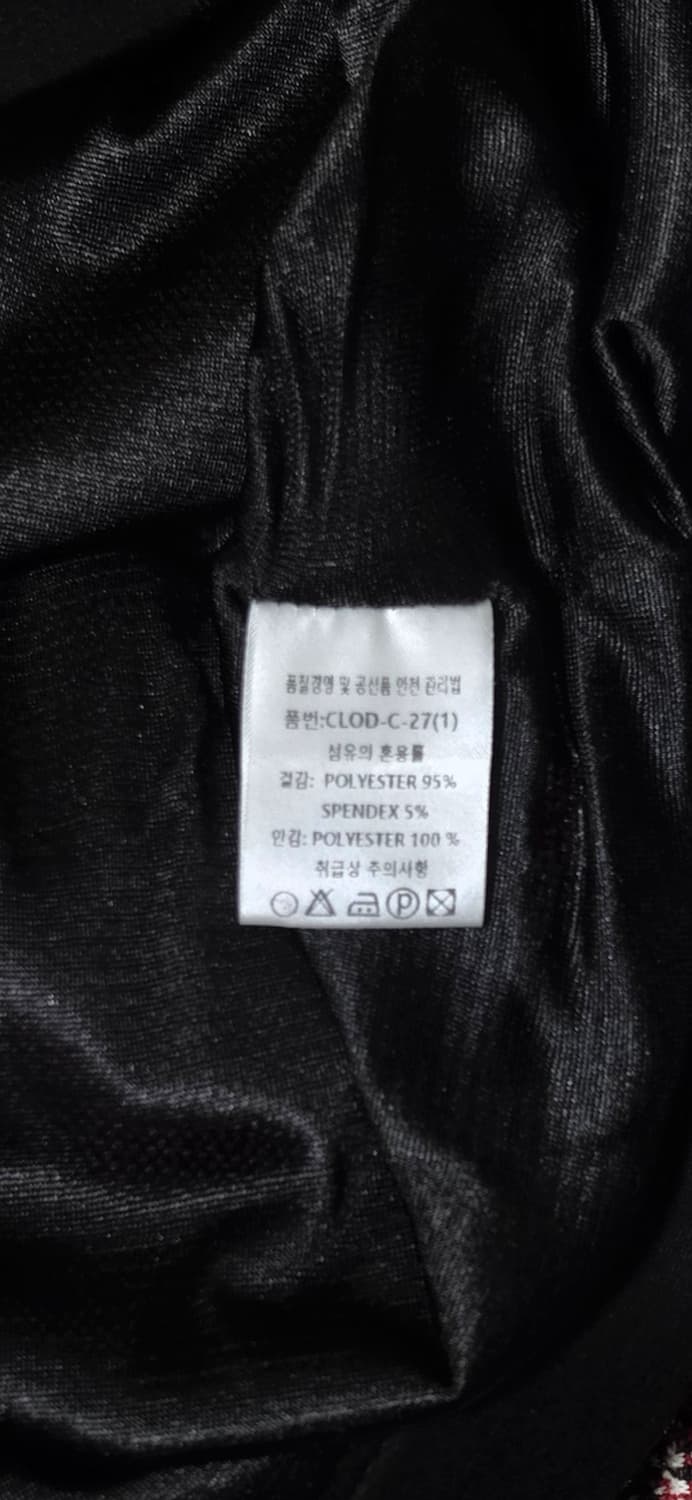 품질경영 및 공산품 안전 관리법
품번:CLOD-C-27(1)
섬유의 혼용률
겉감: POLYESTER 95%
SPENDEX 5%
안감: POLYESTER 100 %
취급상 주의사항
P